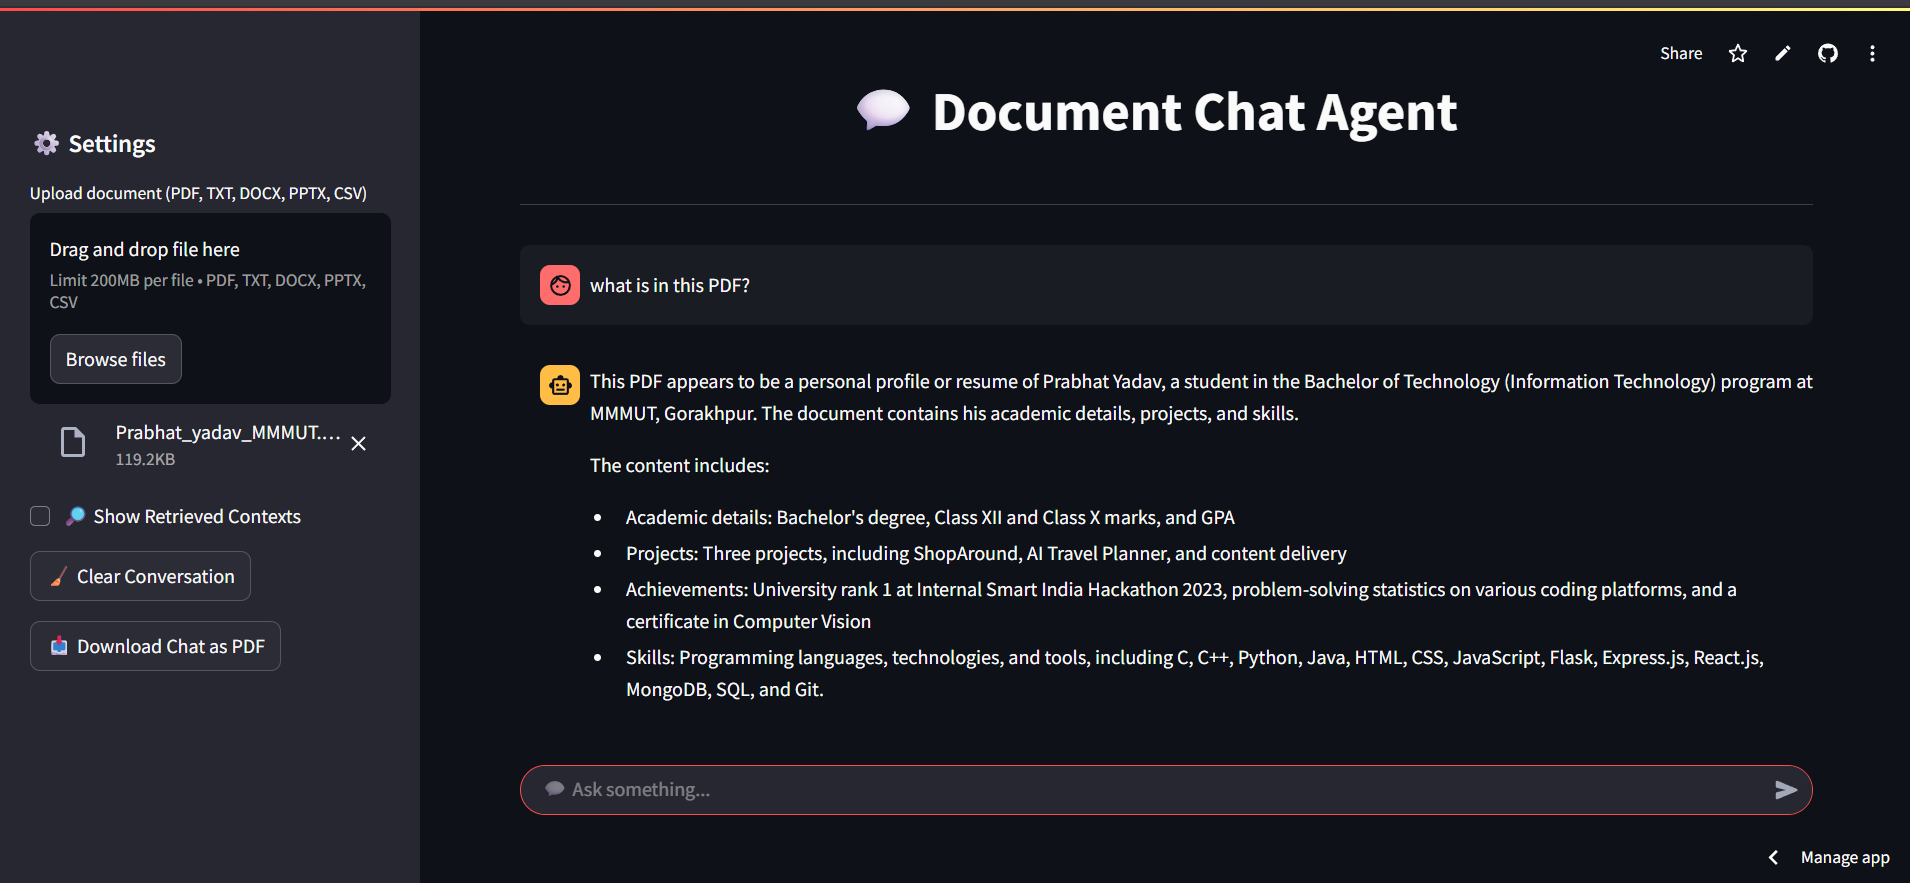 Share
Settings
Upload document (PDF, TXT, DOCX, PPTX, CSV)
Drag and drop file here
Limit 200MB per file • PDF, TXT, DOCX, PPTX,
CSV
Browse files
Prabhat_yadav_MMMUT....
119.2KB
Show Retrieved Contexts
Clear Conversation
Download Chat as PDF
Document Chat Agent
what is in this PDF?
This PDF appears to be a personal profile or resume of Prabhat Yadav, a student in the Bachelor of Technology (Information Technology) program at
MMMUT, Gorakhpur. The document contains his academic details, projects, and skills.
The content includes:
• Academic details: Bachelor's degree, Class XII and Class X marks, and GPA
• Projects: Three projects, including ShopAround, AI Travel Planner, and content delivery
• Achievements: University rank 1 at Internal Smart India Hackathon 2023, problem-solving statistics on various coding platforms, and a
certificate in Computer Vision
• Skills: Programming languages, technologies, and tools, including C, C++, Python, Java, HTML, CSS, JavaScript, Flask, Express.js, React.js,
MongoDB, SQL, and Git.
Ask something...
Manage app